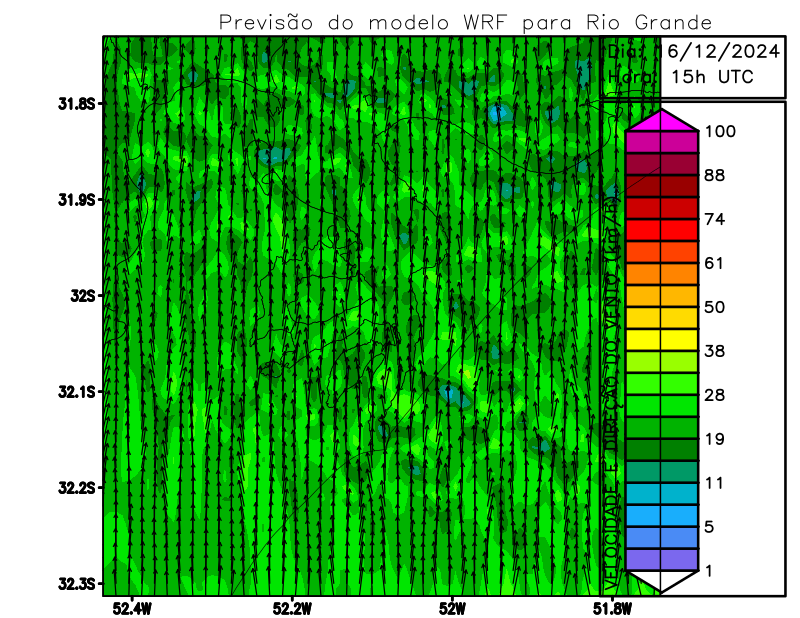 Previsão do modelo WRF para Rio Grande
Dia: 16/12/2024
Hora: 15h UTC
31.8S
31.9S
32S
32.1S
32.2S
32.3S
52.4W
52.2W
52W
51.8W
VELOCIDADE E DIREÇÃO DO VENTO (km/h)
100
88
74
61
50
38
28
19
11
5
1